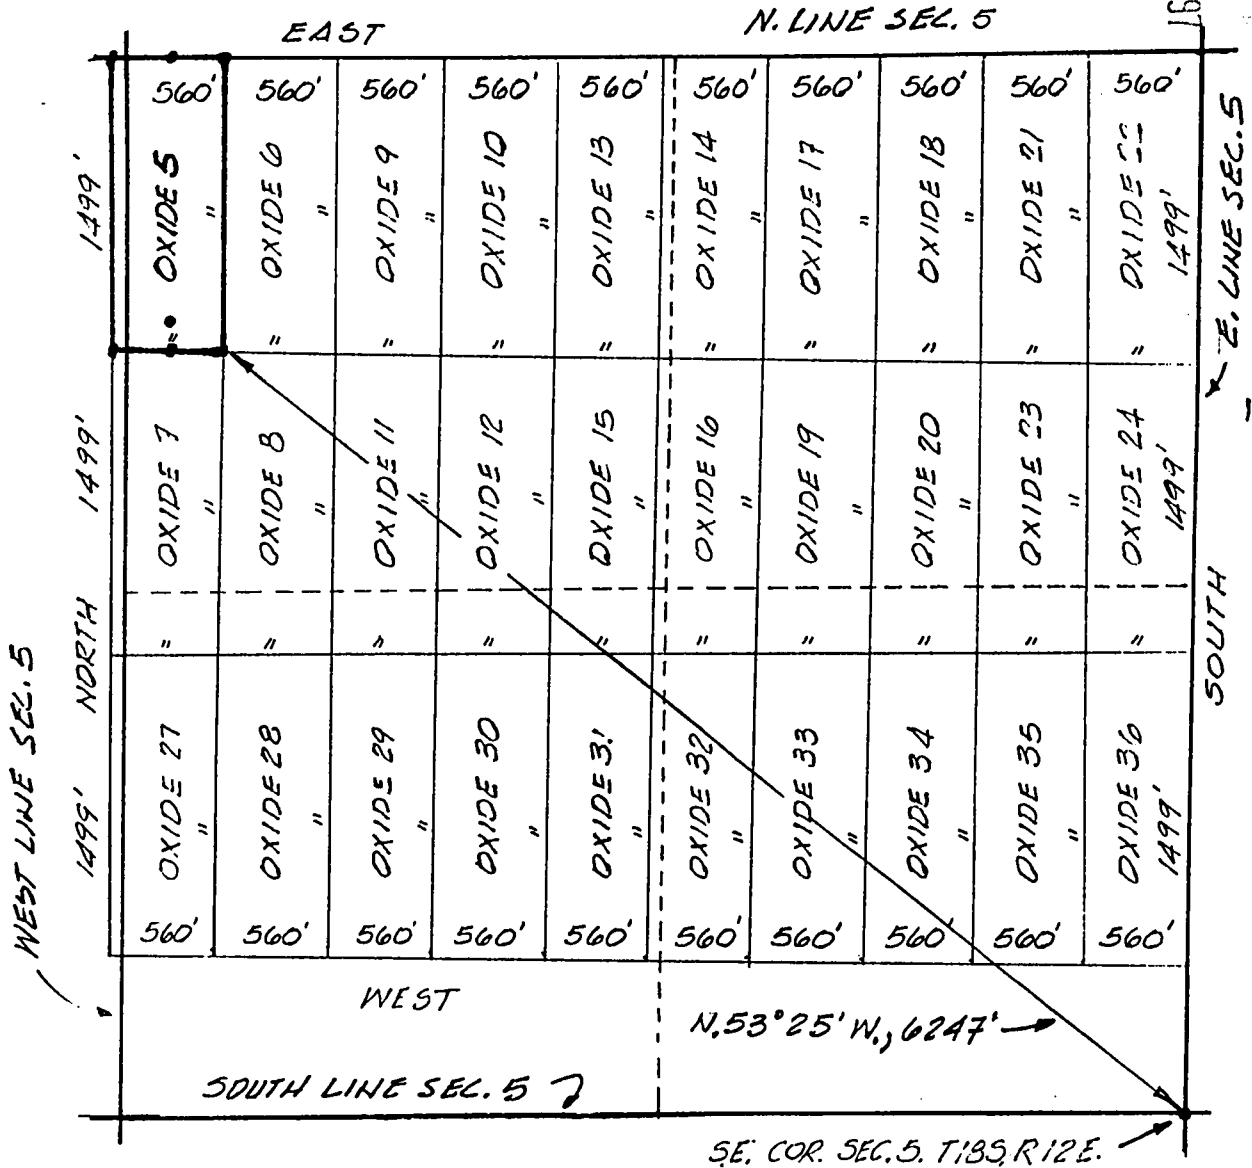 EAST
N. LINE SEC. 5
560' 560' 560' 560' 560' 560' 560' 560' 560' 560'
1499'
OXIDE 5 "
OXIDE 6 "
OXIDE 9 "
OXIDE 10 "
OXIDE 13 "
OXIDE 14 "
OXIDE 17 "
OXIDE 18 "
OXIDE 21 "
OXIDE
1499'
E. LINE SEC. 5
" " " " " " " " " "
1499'
OXIDE 7 "
OXIDE 8 "
OXIDE 11 "
OXIDE 12 "
OXIDE 15 "
OXIDE 16 "
OXIDE 19 "
OXIDE 20 "
OXIDE 23 "
OXIDE 24
1499'
NORTH
SOUTH
" " " " " " " " " "
WEST LINE SEC. 5
1499'
OXIDE 27 "
OXIDE 28 "
OXIDE 29 "
OXIDE 30 "
OXIDE 31 "
OXIDE 32 "
OXIDE 33 "
OXIDE 34 "
OXIDE 35 "
OXIDE 36
1499'
560' 560' 560' 560' 560' 560' 560' 560 560' 560'
WEST
N. 53° 25' W., 6247'
SOUTH LINE SEC. 5
S.E. COR. SEC. 5. T18S, R12E.